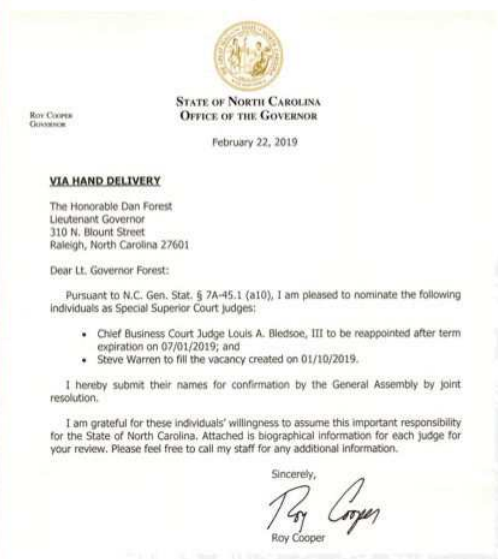 STATE OF NORTH CAROLINA
OFFICE OF THE GOVERNOR
ROY COOPER
GOVERNOR
February 22, 2019
VIA HAND DELIVERY
The Honorable Dan Forest
Lieutenant Governor
310 N. Blount Street
Raleigh, North Carolina 27601
Dear Lt. Governor Forest:
Pursuant to N.C. Gen. Stat. § 7A-45.1 (a10), I am pleased to nominate the following
individuals as Special Superior Court judges:
• Chief Business Court Judge Louis A. Bledsoe, III to be reappointed after term
expiration on 07/01/2019; and
• Steve Warren to fill the vacancy created on 01/10/2019.
I hereby submit their names for confirmation by the General Assembly by joint
resolution.
I am grateful for these individuals' willingness to assume this important responsibility
for the State of North Carolina. Attached is biographical information for each judge for
your review. Please feel free to call my staff for any additional information.
Sincerely,
Roy Cooper
Roy Cooper